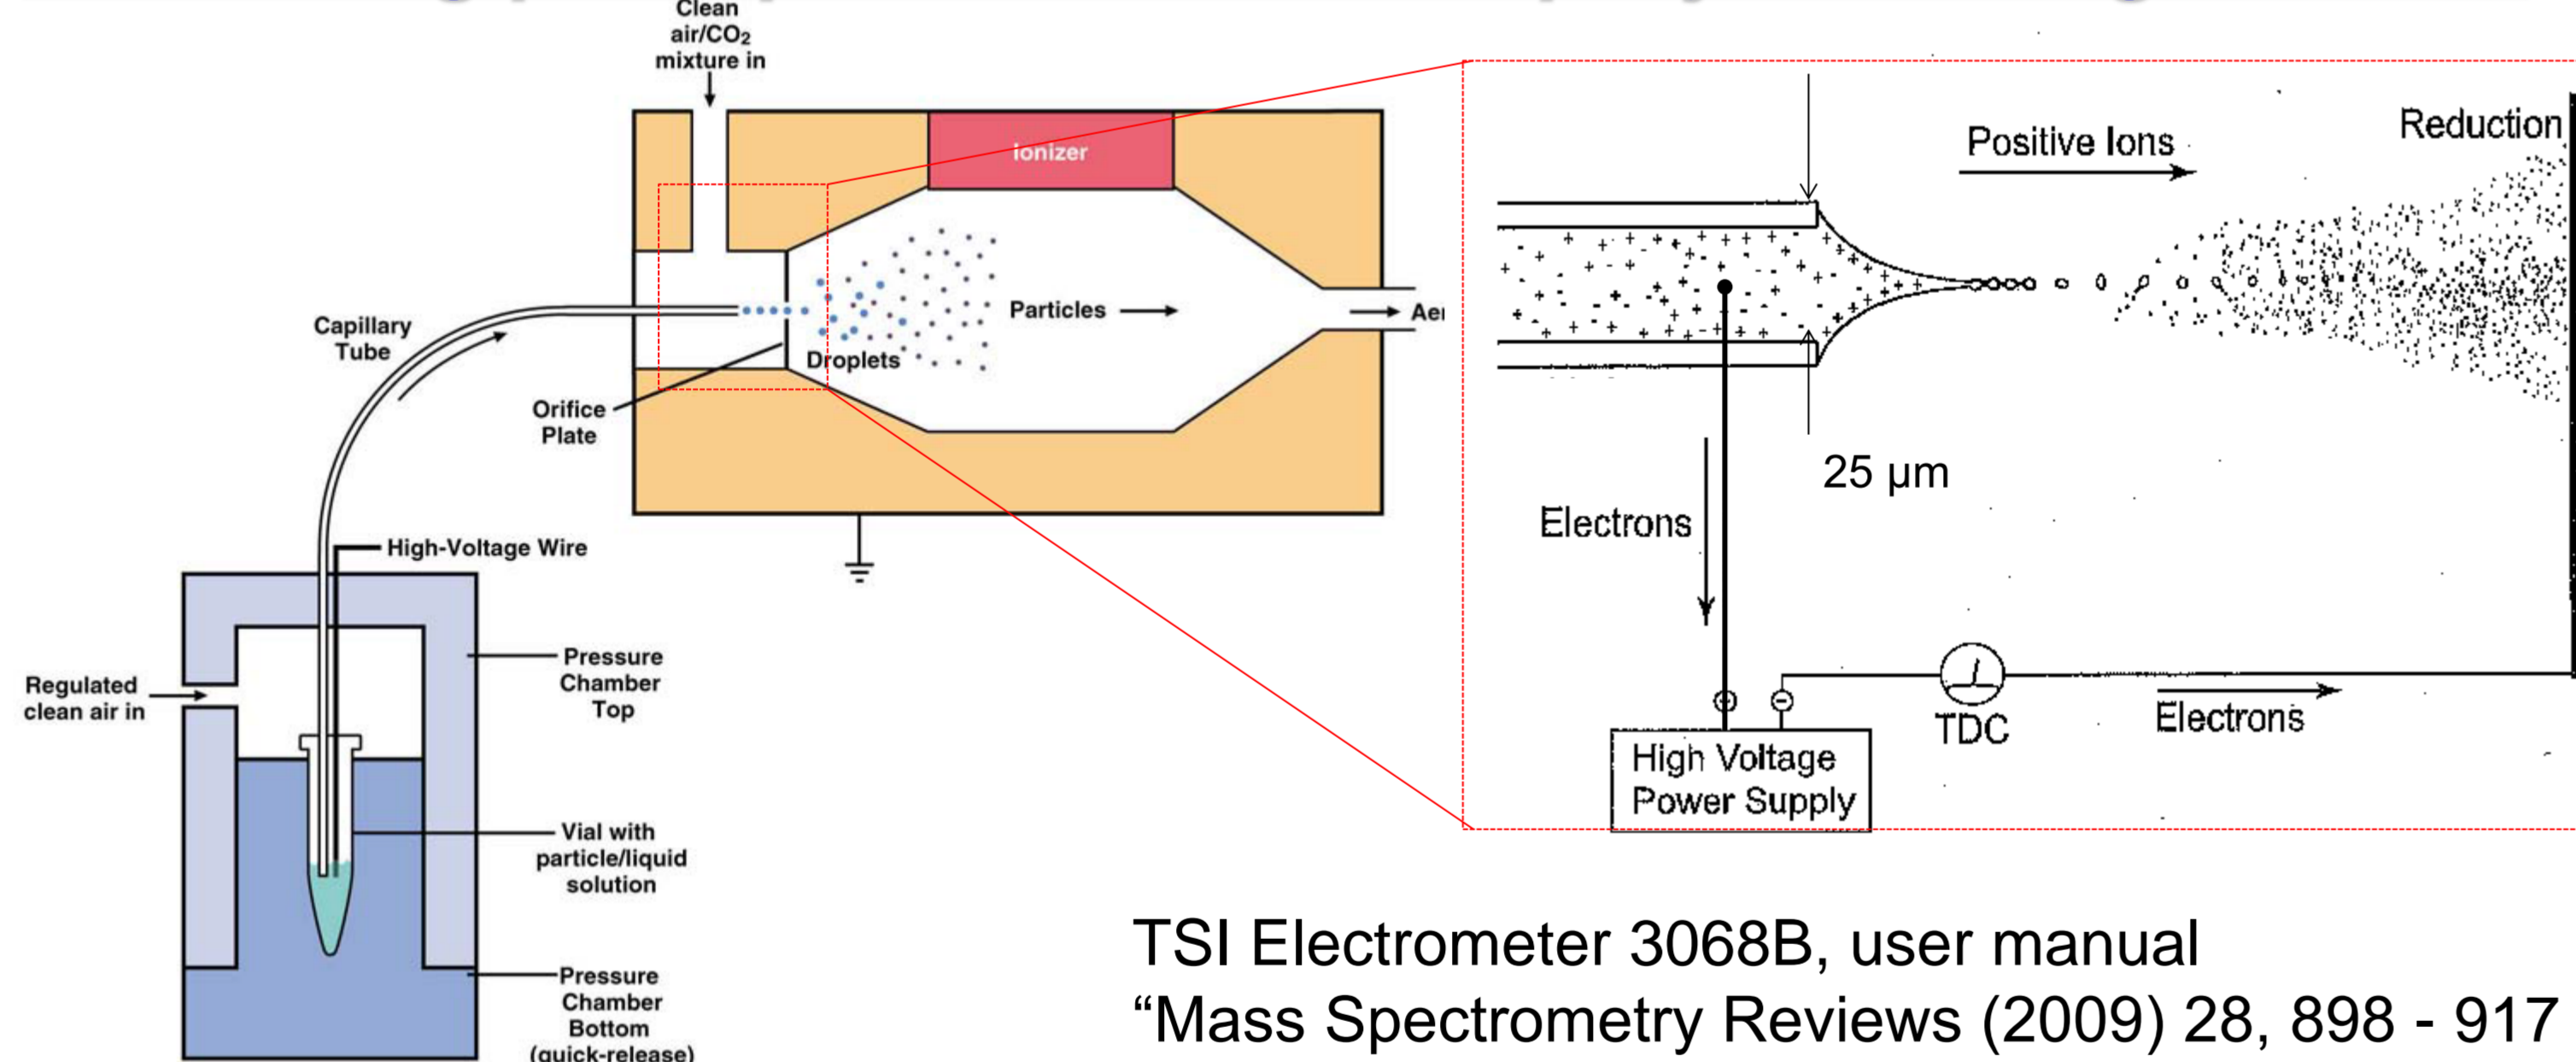 Clean
air/CO2
mixture in
ionizer
Capillary
Tube
Particles
Droplets
Orifice
Plate
High-Voltage Wire
Regulated
clean air in
Pressure
Chamber
Top
Vial with
particle/liquid
solution
Pressure
Chamber
Bottom
(quick-release)
Positive Ions
Reduction
25 µm
Electrons
High Voltage
Power Supply
TDC
Electrons
TSI Electrometer 3068B, user manual
“Mass Spectrometry Reviews (2009) 28, 898 - 917